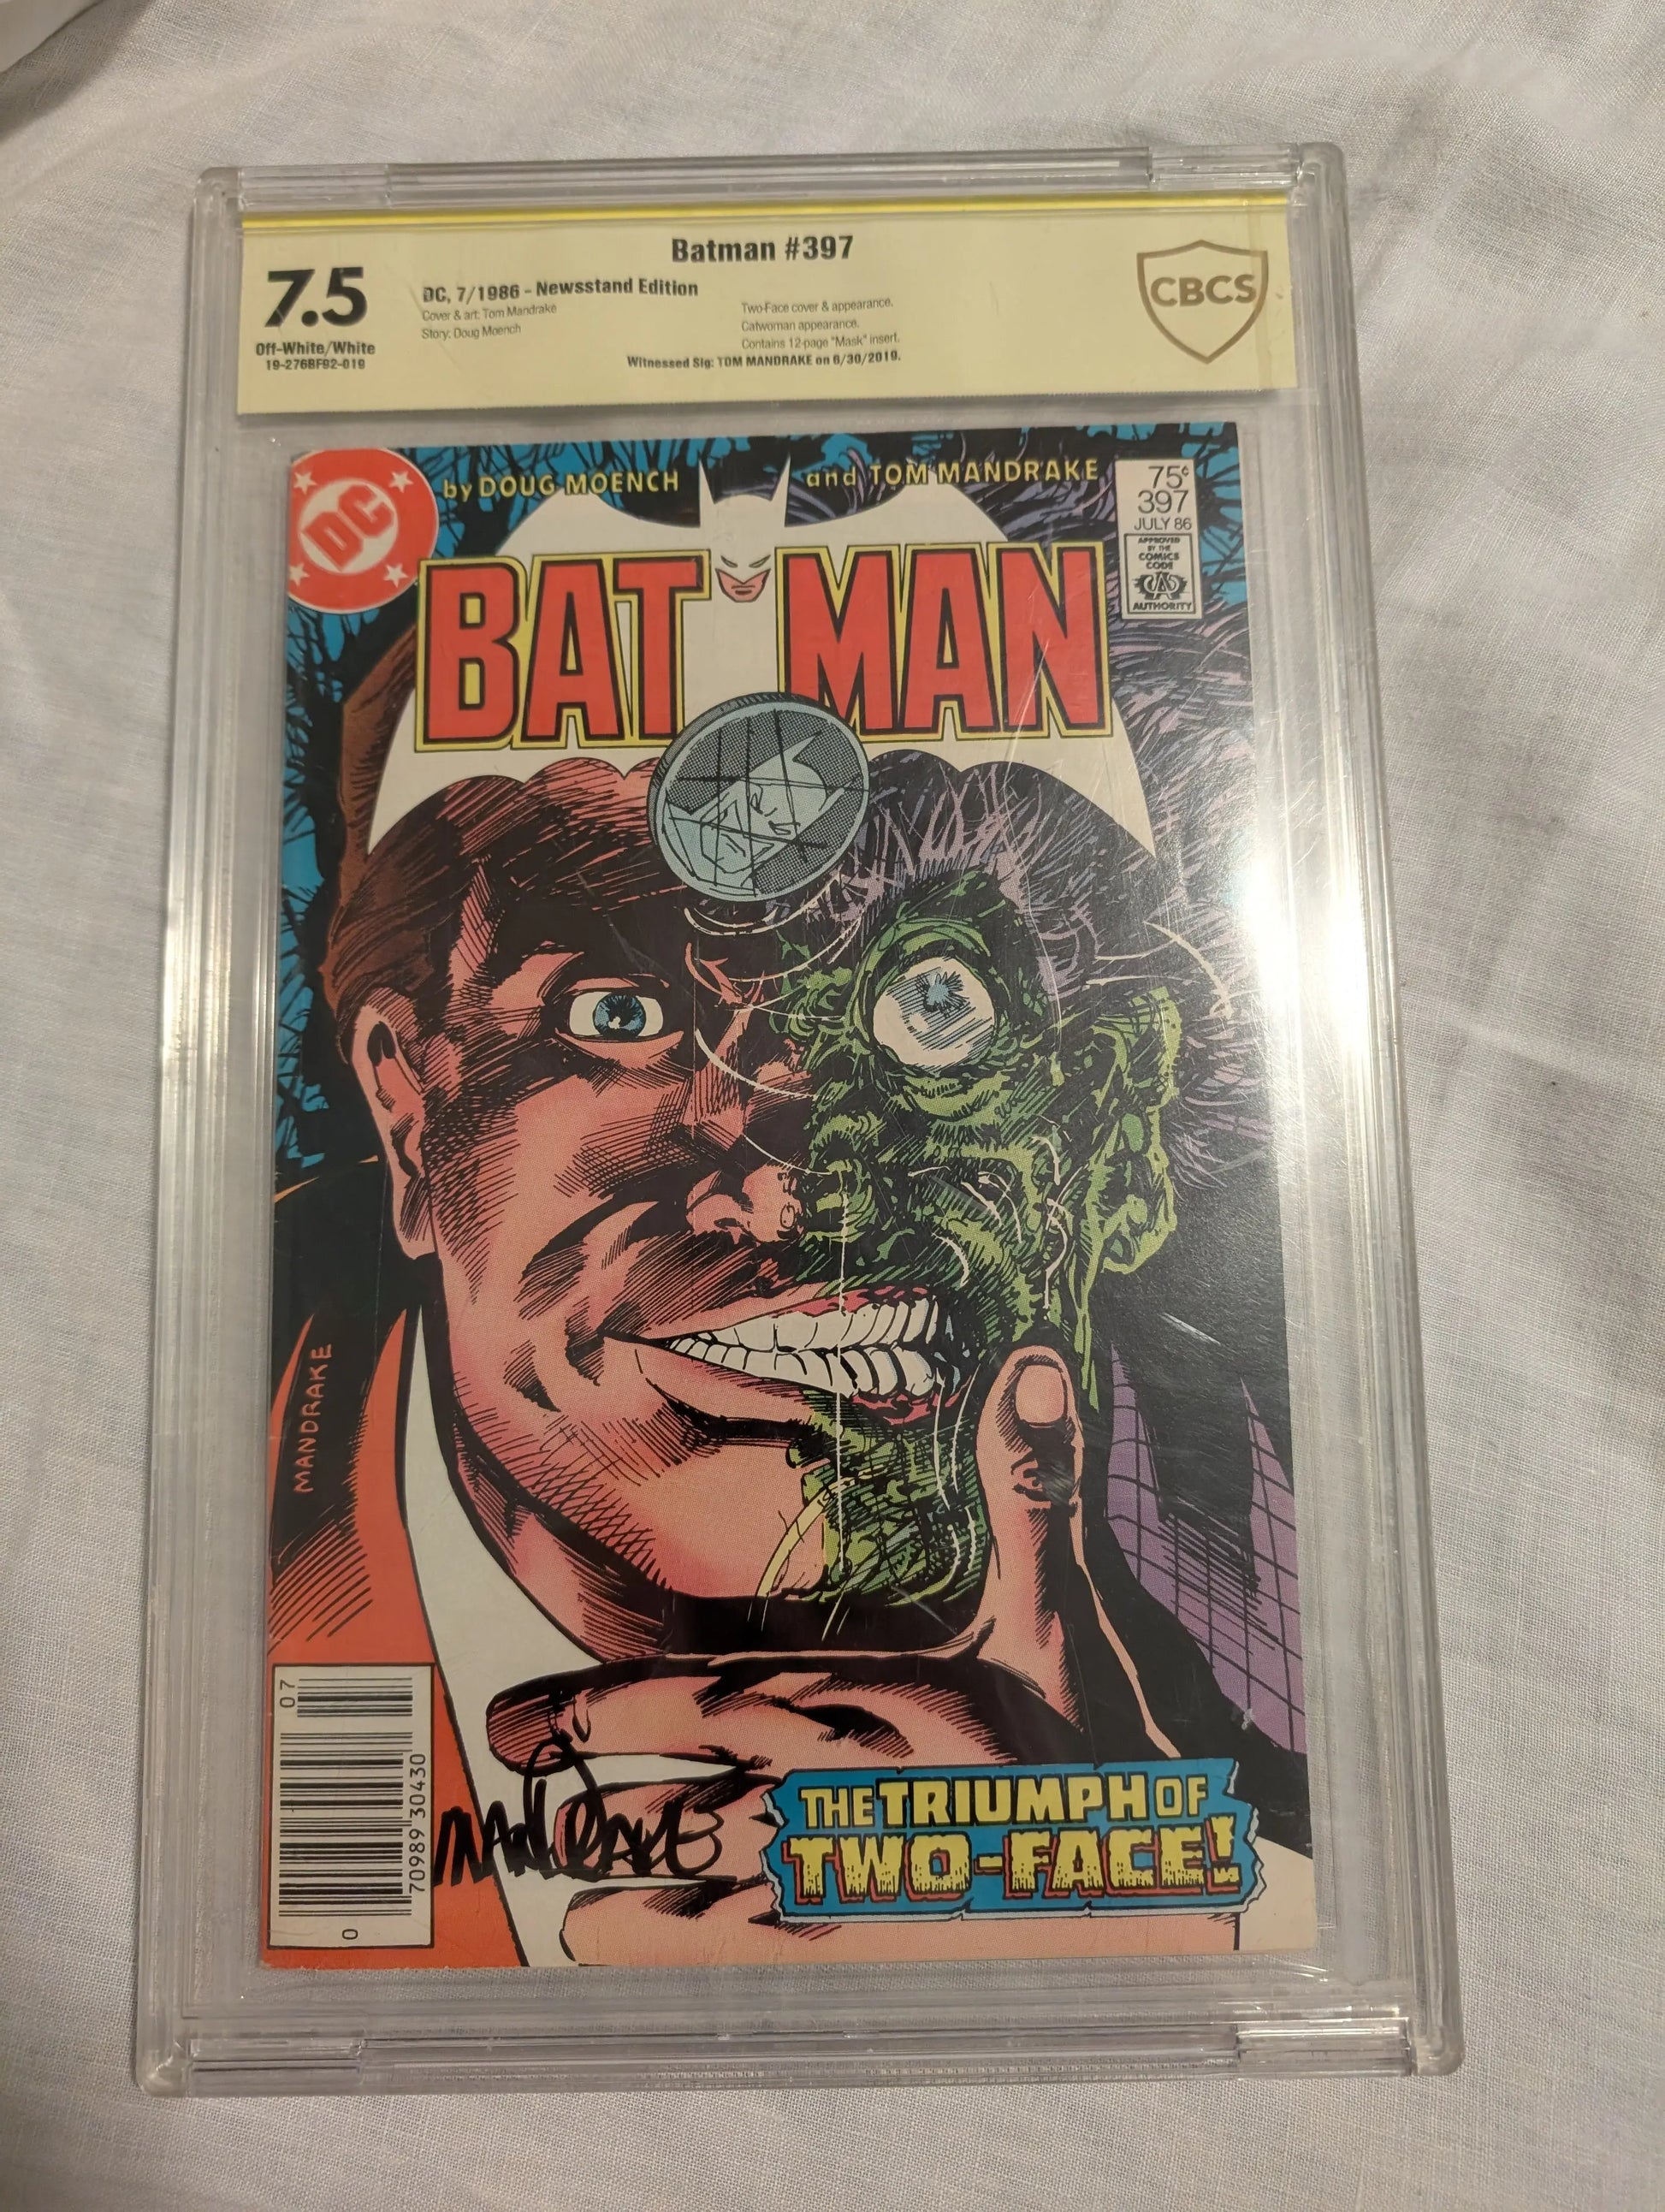 Batman #397
7.5
Off-White/White
19-276BF92-019
DC, 7/1986 – Newsstand Edition
Cover & art: Tom Mandrake
Story: Doug Moench
Two-Face cover & appearance.
Catwoman appearance.
Contains 12-page "Mask" insert.
Witnessed Sig: TOM MANDRAKE on 6/30/2019.
CBCS
DC
by DOUG MOENCH and TOM MANDRAKE
75¢
397
JULY 86
APPROVED
BY THE
COMICS
CODE
CA
AUTHORITY
BATMAN
MANDRAKE
07
70989 30430
0
MANDRAKE
THE TRIUMPH OF
TWO-FACE!